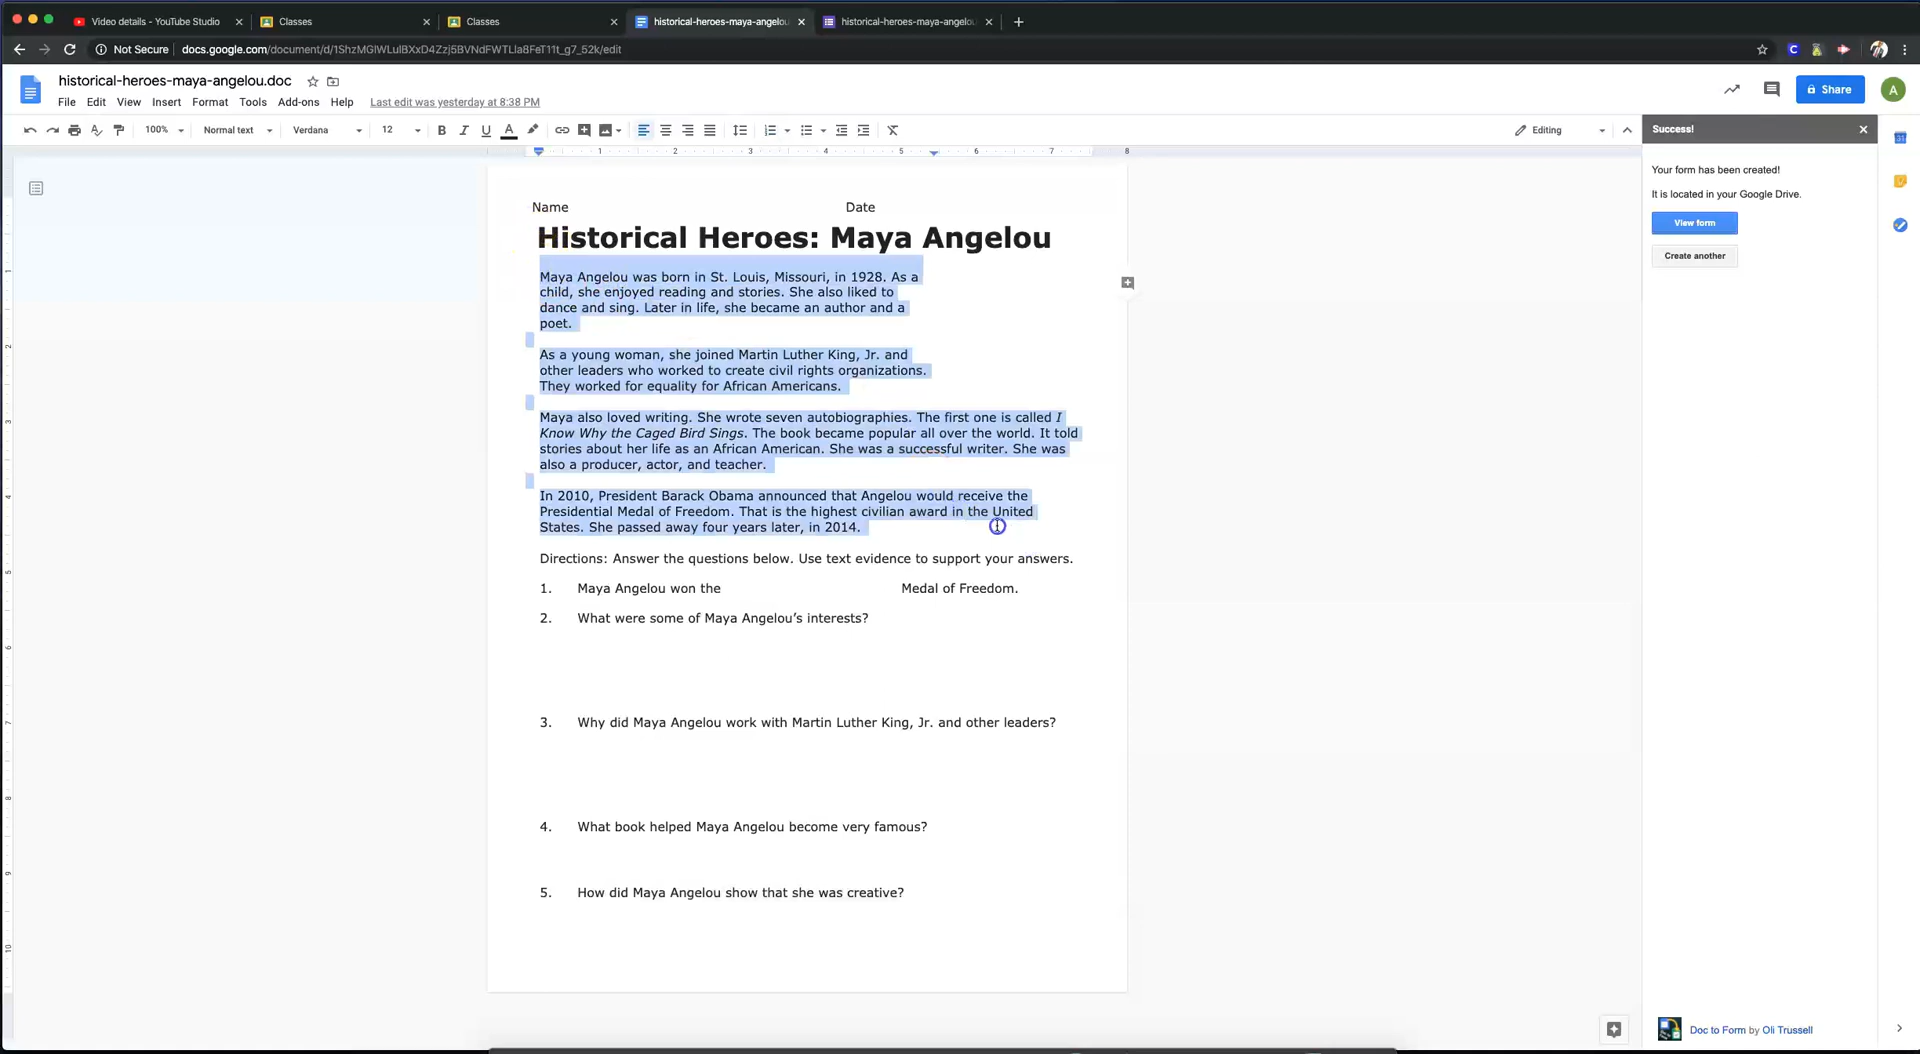 Video details - YouTube Studio
Classes
Classes
historical-heroes-maya-angelou
historical-heroes-maya-angelou
Not Secure
docs.google.com/document/d/1ShzMGlWLulBXxD4Zzj5BVNdFWTLla8FeT11t_g7_52k/edit
historical-heroes-maya-angelou.doc
File Edit View Insert Format Tools Add-ons Help Last edit was yesterday at 8:38 PM
Share
A
100% Normal text Verdana 12 B I U A Editing
Success!
1 2 3 4 5 6 7 8
Your form has been created!
It is located in your Google Drive.
View form
Create another
Name Date
Historical Heroes: Maya Angelou
Maya Angelou was born in St. Louis, Missouri, in 1928. As a
child, she enjoyed reading and stories. She also liked to
dance and sing. Later in life, she became an author and a
poet.
As a young woman, she joined Martin Luther King, Jr. and
other leaders who worked to create civil rights organizations.
They worked for equality for African Americans.
Maya also loved writing. She wrote seven autobiographies. The first one is called I
Know Why the Caged Bird Sings. The book became popular all over the world. It told
stories about her life as an African American. She was a successful writer. She was
also a producer, actor, and teacher.
In 2010, President Barack Obama announced that Angelou would receive the
Presidential Medal of Freedom. That is the highest civilian award in the United
States. She passed away four years later, in 2014.
Directions: Answer the questions below. Use text evidence to support your answers.
1. Maya Angelou won the Medal of Freedom.
2. What were some of Maya Angelou’s interests?
3. Why did Maya Angelou work with Martin Luther King, Jr. and other leaders?
4. What book helped Maya Angelou become very famous?
5. How did Maya Angelou show that she was creative?
Doc to Form by Oli Trussell